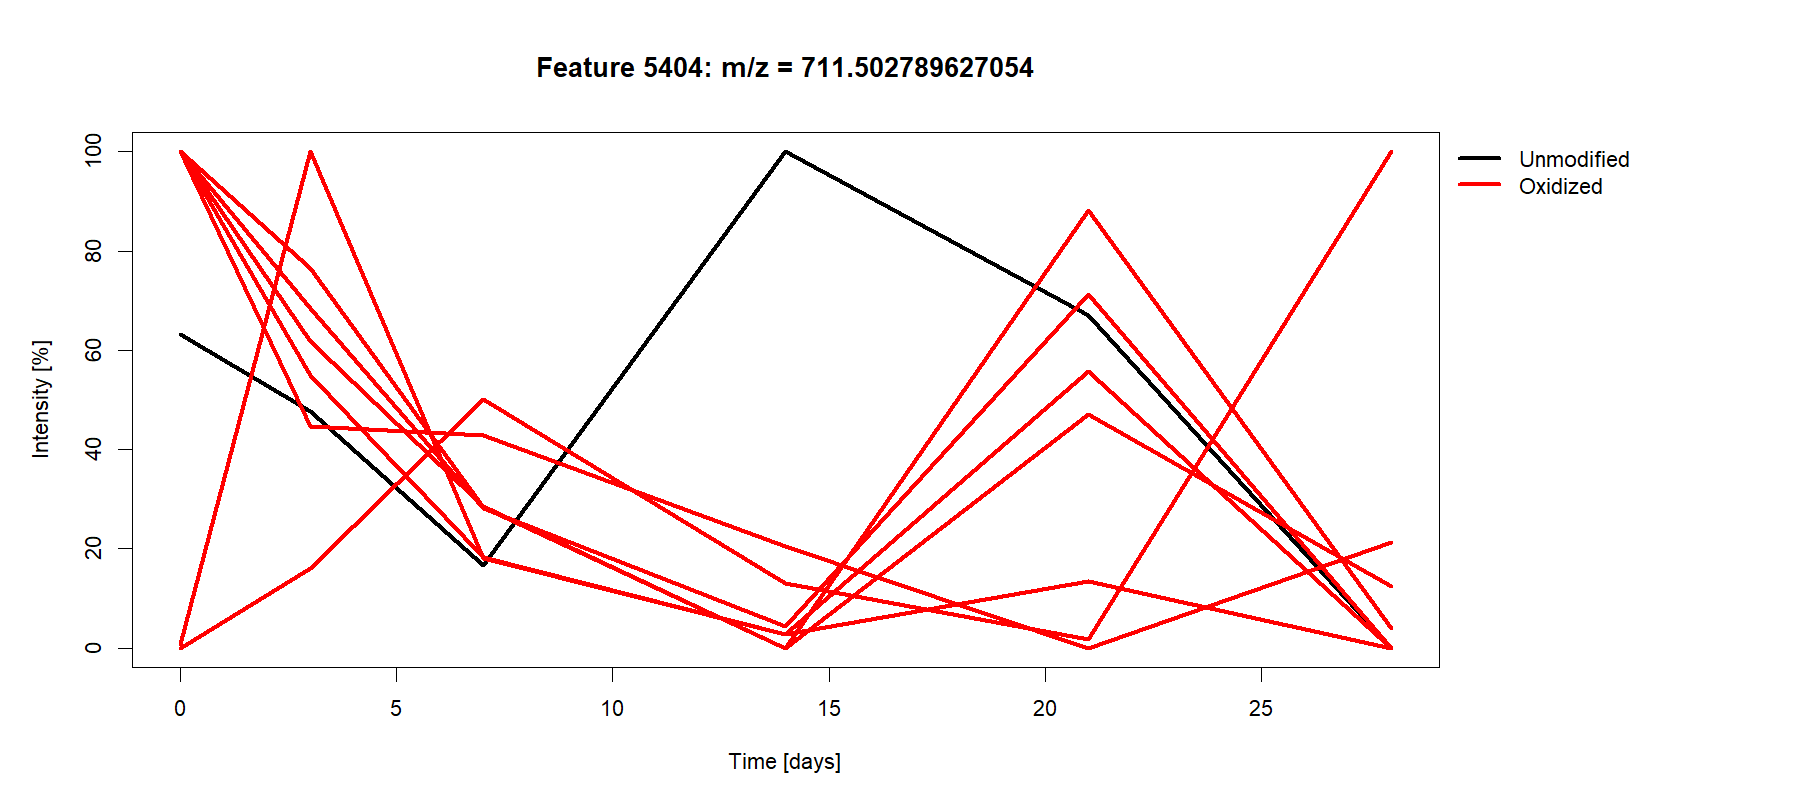 Feature 5404: m/z = 711.502789627054
Unmodified
Oxidized
Intensity [%]
100
80
60
40
20
0
0 5 10 15 20 25
Time [days]